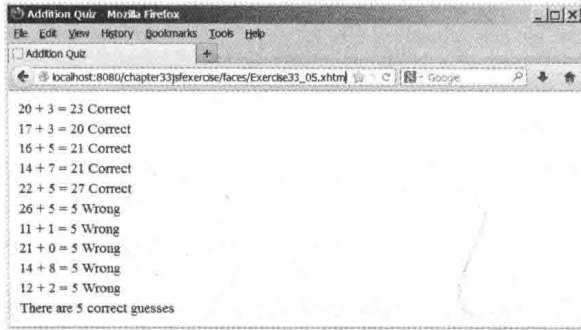 Addition Quiz - Mozilla Firefox
File Edit View History Bookmarks Tools Help
Addition Quiz +
localhost:8080/chapter33jsfexercise/faces/Exercise33_05.xhtml Google
20 + 3 = 23 Correct
17 + 3 = 20 Correct
16 + 5 = 21 Correct
14 + 7 = 21 Correct
22 + 5 = 27 Correct
26 + 5 = 5 Wrong
11 + 1 = 5 Wrong
21 + 0 = 5 Wrong
14 + 8 = 5 Wrong
12 + 2 = 5 Wrong
There are 5 correct guesses